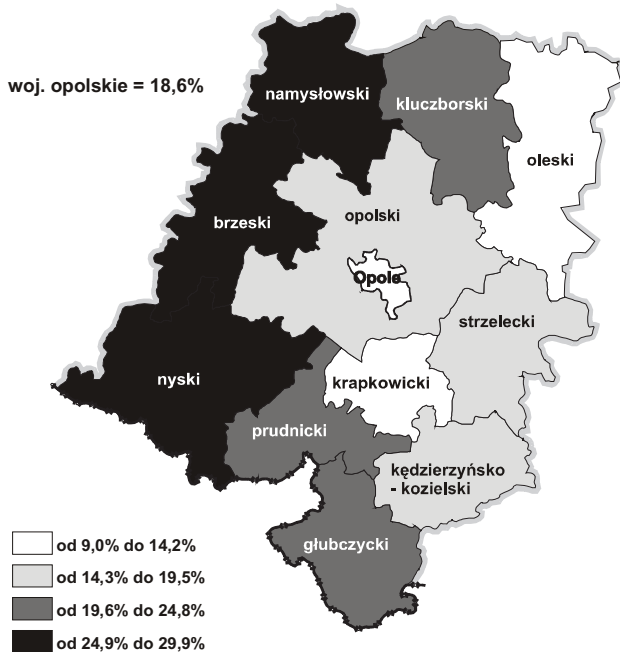 woj. opolskie = 18,6%
namysłowski
kluczborski
oleski
brzeski
opolski
Opole
strzelecki
nyski
krapkowicki
prudnicki
kędzierzyńsko
- kozielski
głubczycki
od 9,0% do 14,2%
od 14,3% do 19,5%
od 19,6% do 24,8%
od 24,9% do 29,9%